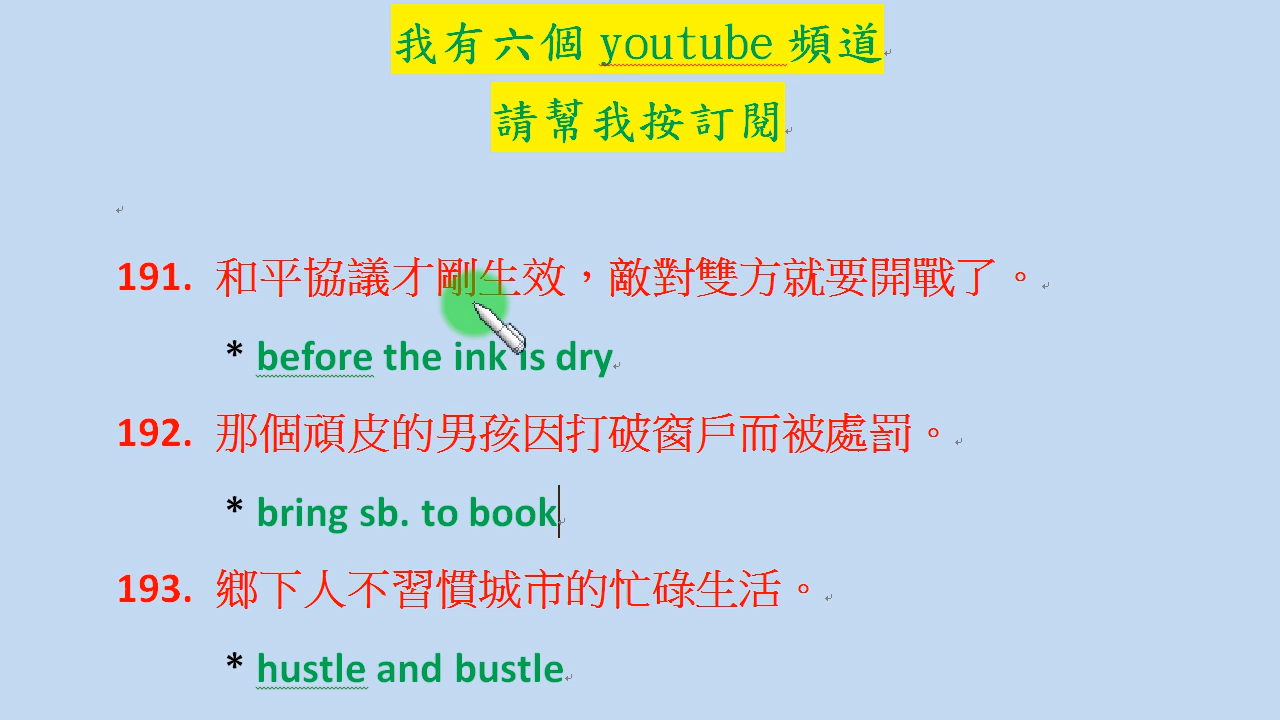 我有六個 youtube 頻道
請幫我按訂閱
191. 和平協議才剛生效，敵對雙方就要開戰了。
* before the ink is dry
192. 那個頑皮的男孩因打破窗戶而被處罰。
* bring sb. to book
193. 鄉下人不習慣城市的忙碌生活。
* hustle and bustle